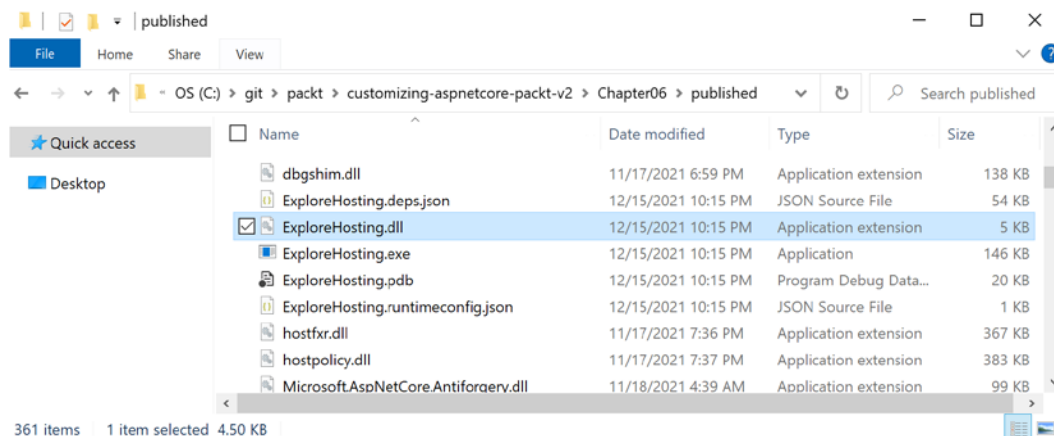 published
File Home Share View
OS (C:) > git > packt > customizing-aspnetcore-packt-v2 > Chapter06 > published Search published
Quick access
Desktop
Name Date modified Type Size
dbgshim.dll 11/17/2021 6:59 PM Application extension 138 KB
ExploreHosting.deps.json 12/15/2021 10:15 PM JSON Source File 54 KB
ExploreHosting.dll 12/15/2021 10:15 PM Application extension 5 KB
ExploreHosting.exe 12/15/2021 10:15 PM Application 146 KB
ExploreHosting.pdb 12/15/2021 10:15 PM Program Debug Data... 20 KB
ExploreHosting.runtimeconfig.json 12/15/2021 10:15 PM JSON Source File 1 KB
hostfxr.dll 11/17/2021 7:36 PM Application extension 367 KB
hostpolicy.dll 11/17/2021 7:37 PM Application extension 383 KB
Microsoft.AspNetCore.Antiforgery.dll 11/18/2021 4:39 AM Application extension 99 KB
361 items 1 item selected 4.50 KB